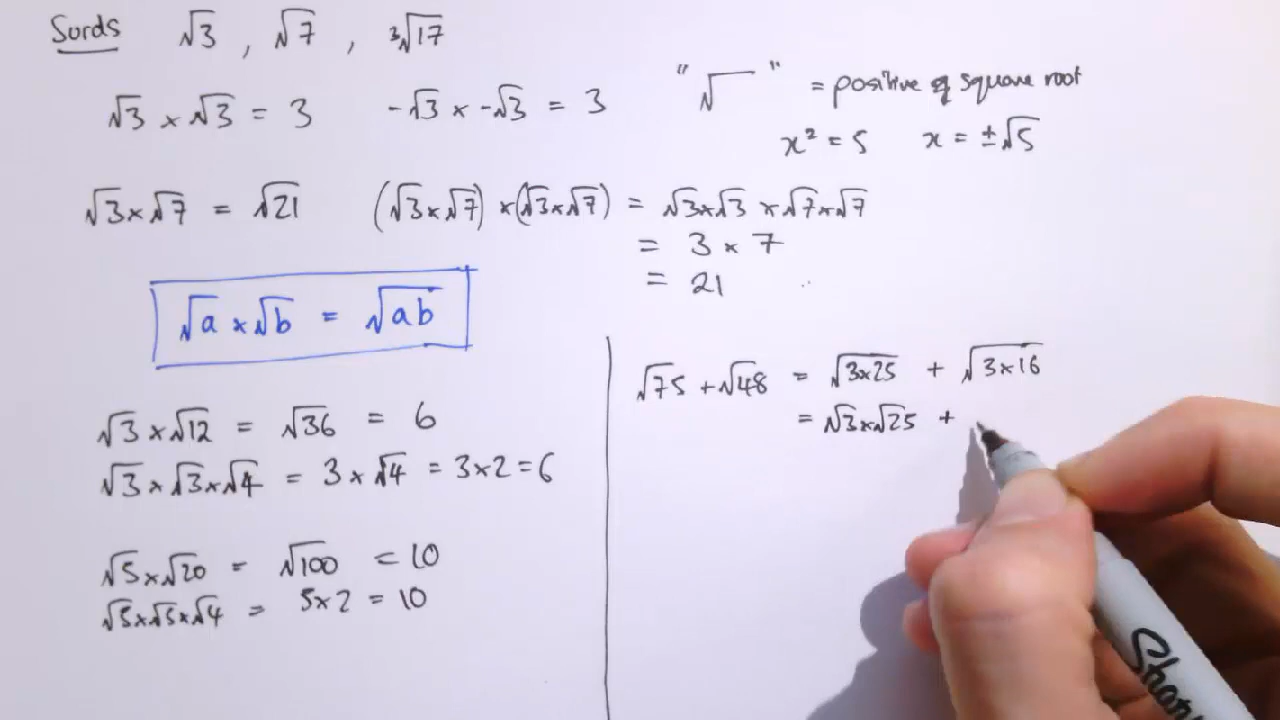 Surds √3 , √7 , ³√17
√3 × √3 = 3 -√3 × -√3 = 3
"√" = positive of square root
x² = 5 x = ±√5
√3×√7 = √21 (√3×√7) × (√3×√7) = √3×√3 × √7×√7
= 3 × 7
= 21
√a × √b = √ab
√3 × √12 = √36 = 6
√3 × √3 × √4 = 3 × √4 = 3×2 = 6
√5 × √20 = √100 = 10
√5×√5×√4 = 5×2 = 10
√75 + √48 = √3×25 + √3×16
= √3×√25 +